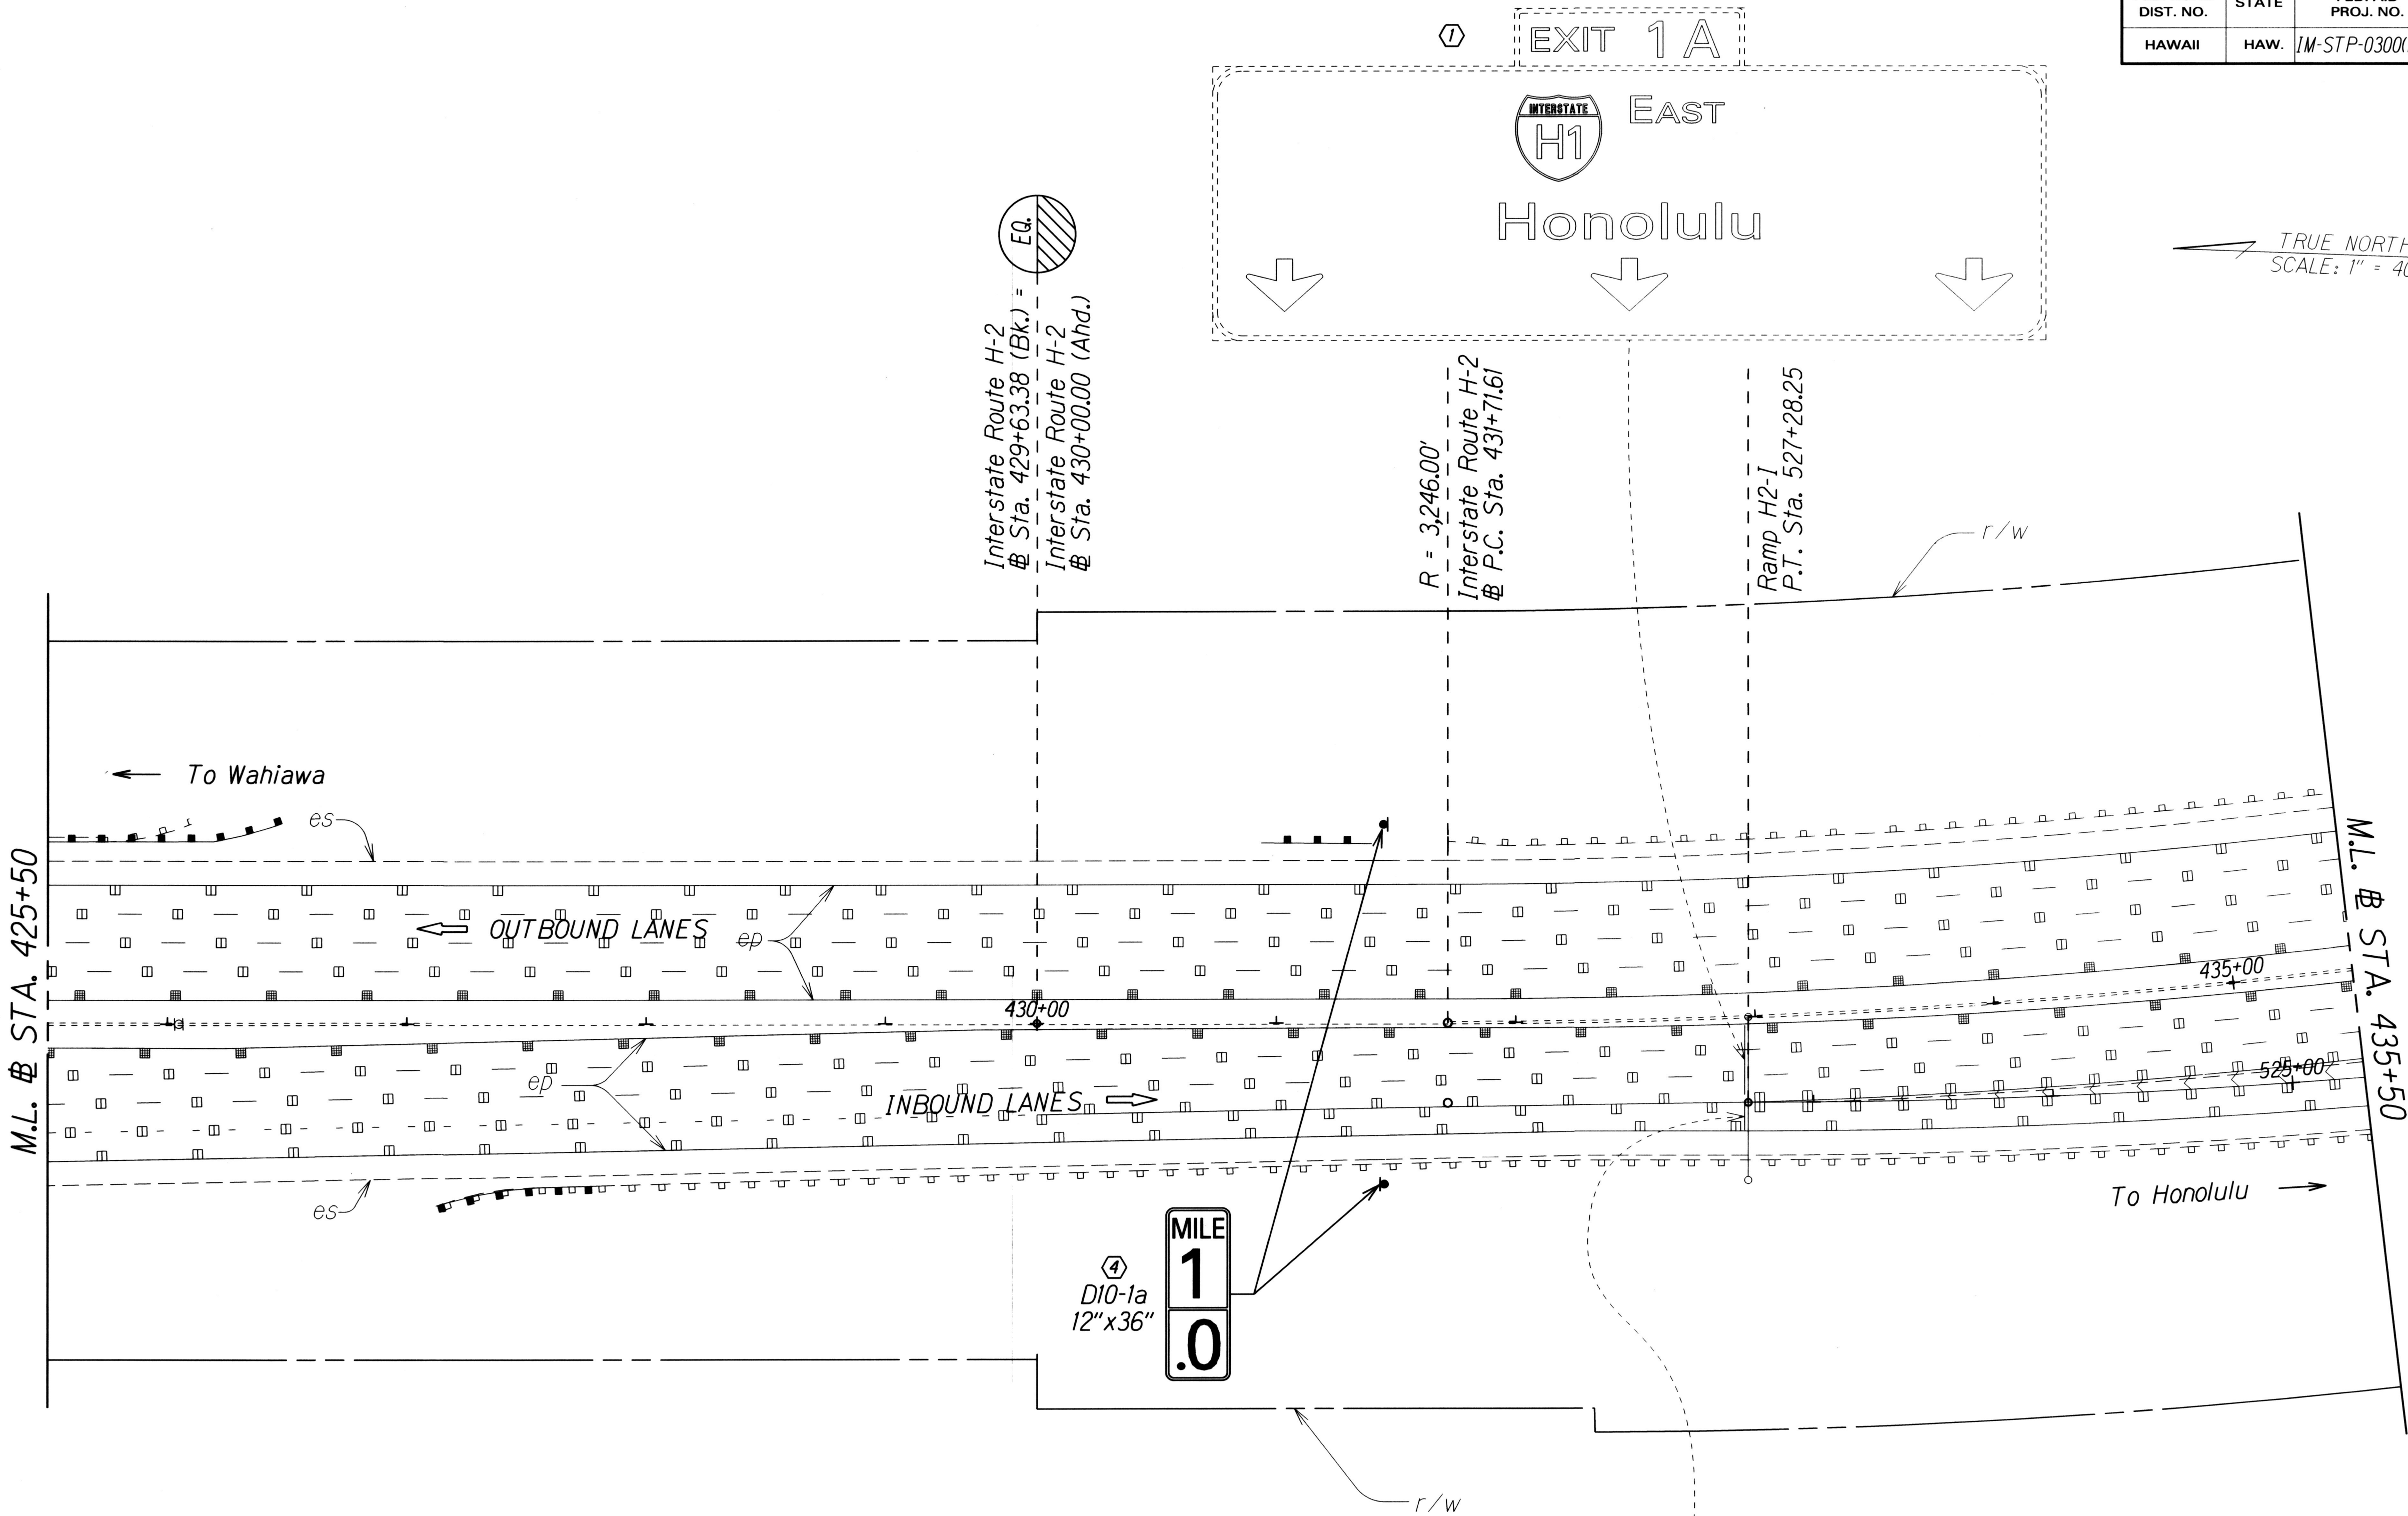 DIST. NO.
STATE
PROJ. NO.
HAWAII
HAW.
IM-STP-0300(
1
EXIT 1A
INTERSTATE
H1
EAST
Honolulu
TRUE NORTH
SCALE: 1" = 40
EQ.
Interstate Route H-2
℄ Sta. 429+63.38 (Bk.) =
Interstate Route H-2
℄ Sta. 430+00.00 (Ahd.)
R = 3,246.00'
Interstate Route H-2
℄ P.C. Sta. 431+71.61
Ramp H2-I
P.T. Sta. 527+28.25
r/w
To Wahiawa
es
M.L. ℄ STA. 425+50
OUTBOUND LANES
ep
430+00
435+00
M.L. ℄ STA. 435+50
ep
INBOUND LANES
525+00
es
To Honolulu
4
D10-1a
12"x36"
MILE
1
.0
r/w